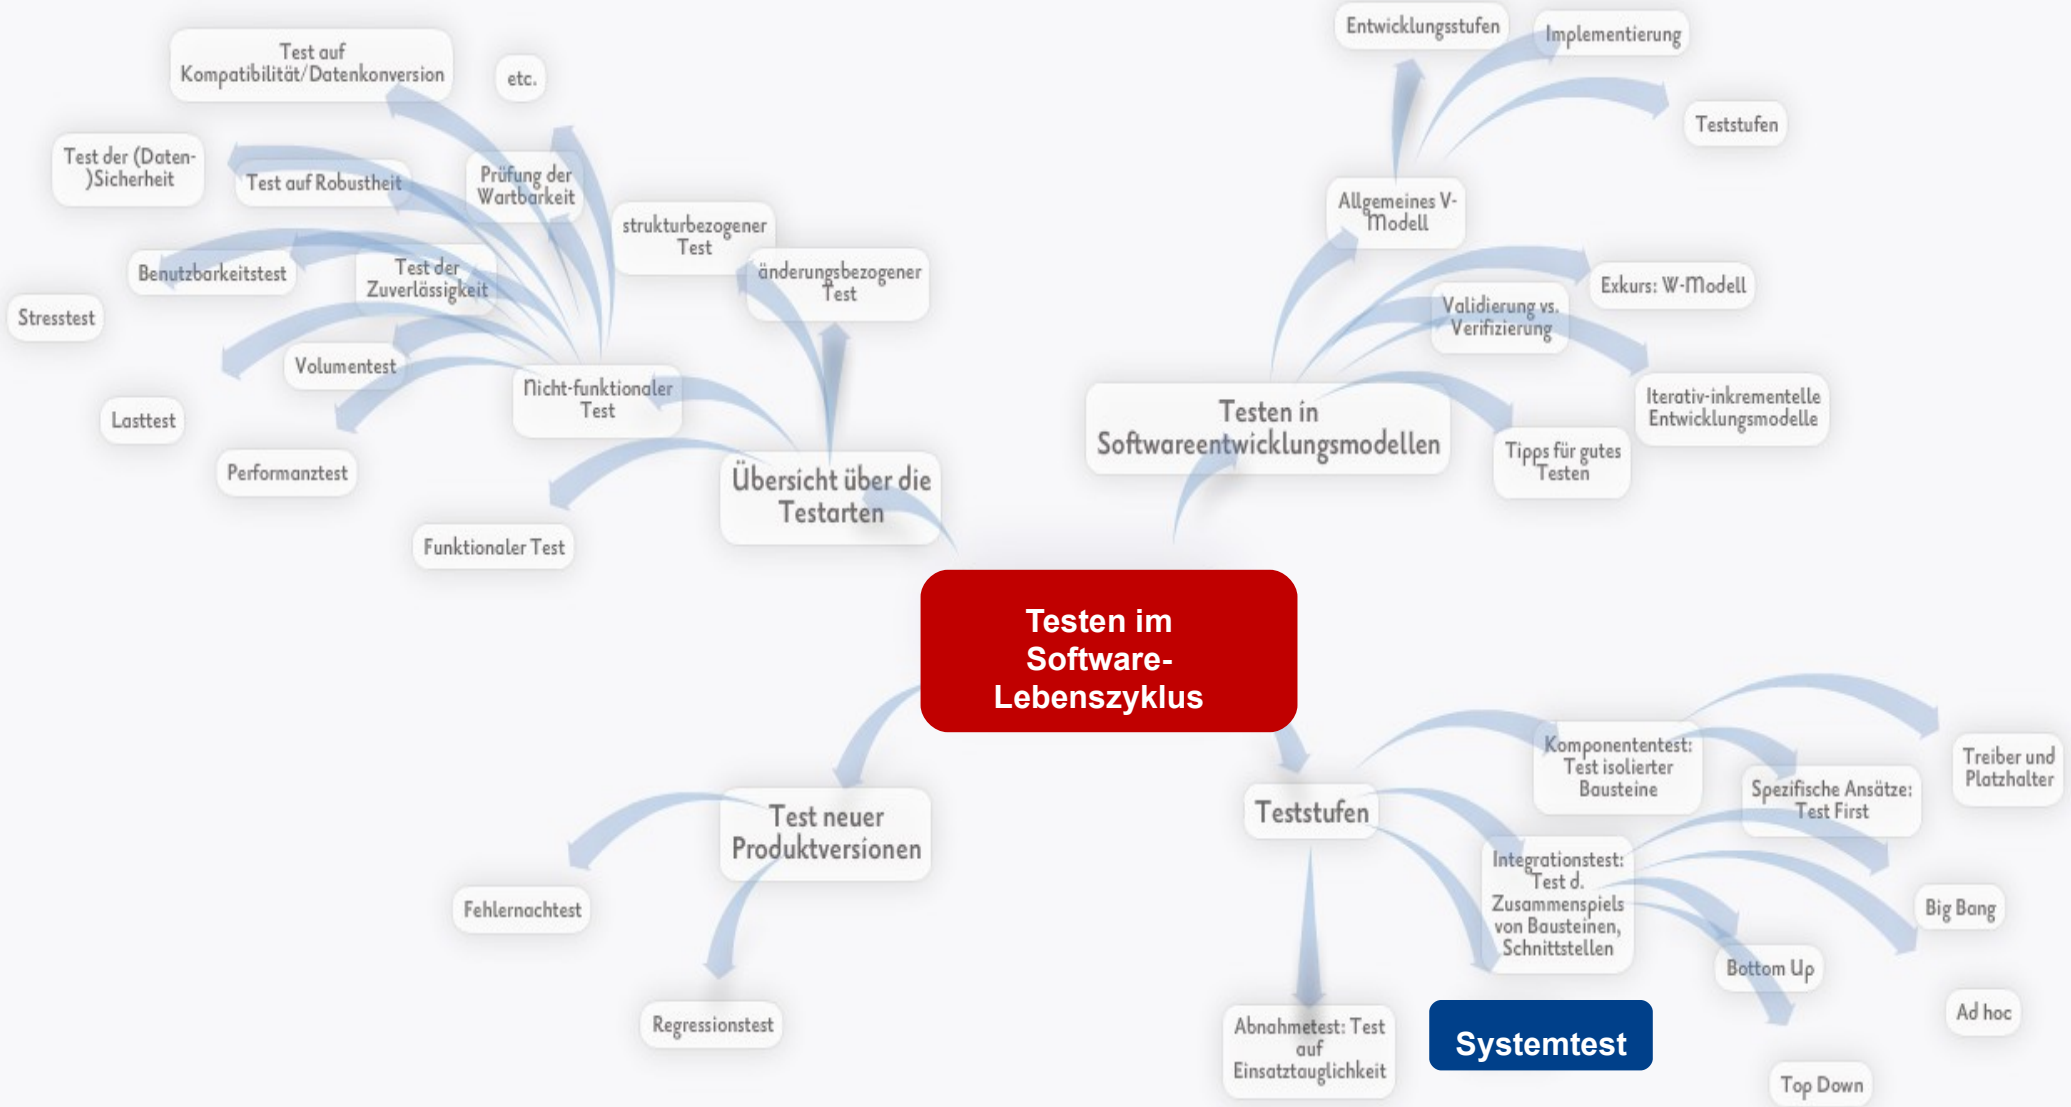 Entwicklungsstufen
Implementierung
Teststufen
Test auf
Kompatibilität/Datenkonversion
etc.
Test der (Daten-
)Sicherheit
Test auf Robustheit
Prüfung der
Wartbarkeit
strukturbezogener
Test
änderungsbezogener
Test
Benutzbarkeitstest
Test der
Zuverlässigkeit
Stresstest
Volumentest
Nicht-funktionaler
Test
Lasttest
Performanztest
Funktionaler Test
Übersicht über die
Testarten
Allgemeines V-
Modell
Exkurs: W-Modell
Validierung vs.
Verifizierung
Iterativ-inkrementelle
Entwicklungsmodelle
Testen in
Softwareentwicklungsmodellen
Tipps für gutes
Testen
Testen im
Software-
Lebenszyklus
Test neuer
Produktversionen
Fehlernachtest
Regressionstest
Teststufen
Komponententest:
Test isolierter
Bausteine
Treiber und
Platzhalter
Spezifische Ansätze:
Test First
Integrationstest:
Test d.
Zusammenspiels
von Bausteinen,
Schnittstellen
Big Bang
Bottom Up
Ad hoc
Top Down
Abnahmetest: Test
auf
Einsatztauglichkeit
Systemtest